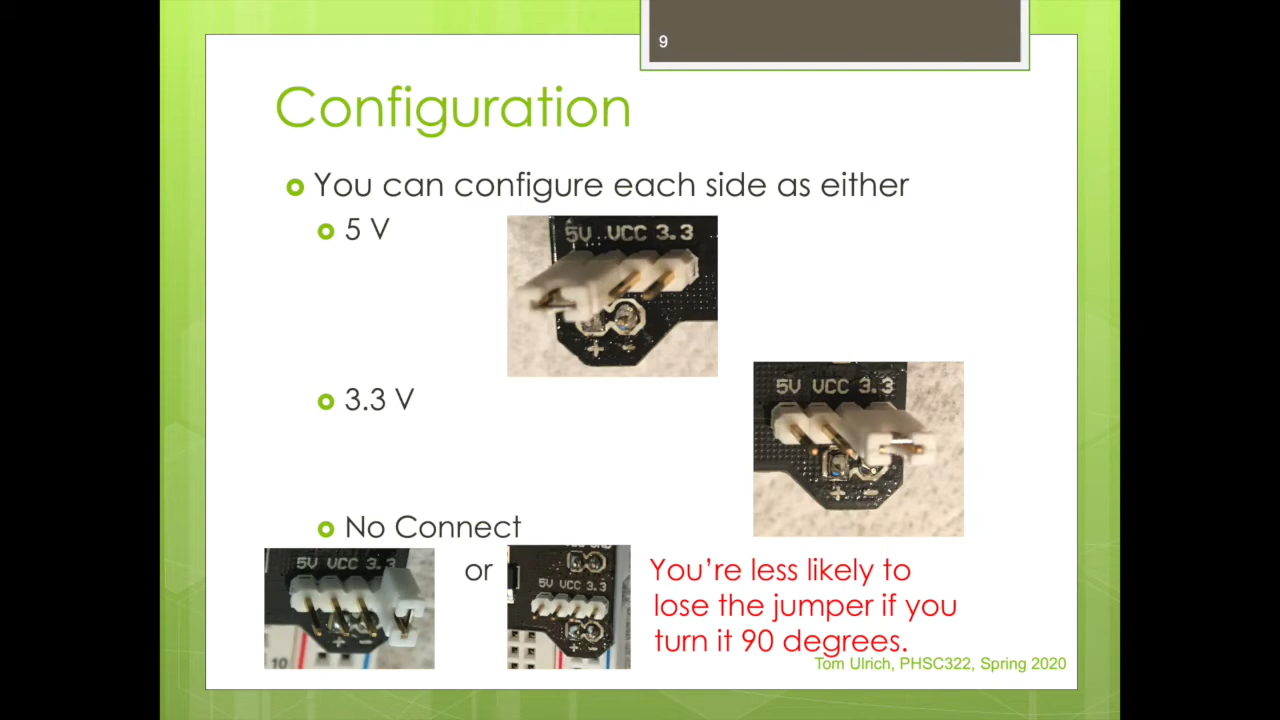 9
Configuration
You can configure each side as either
5 V
5V VCC 3.3
+ -
3.3 V
5V VCC 3.3
+ -
No Connect
5V VCC 3.3
+ -
10
or
5V VCC 3.3
+ -
You’re less likely to
lose the jumper if you
turn it 90 degrees.
Tom Ulrich, PHSC322, Spring 2020